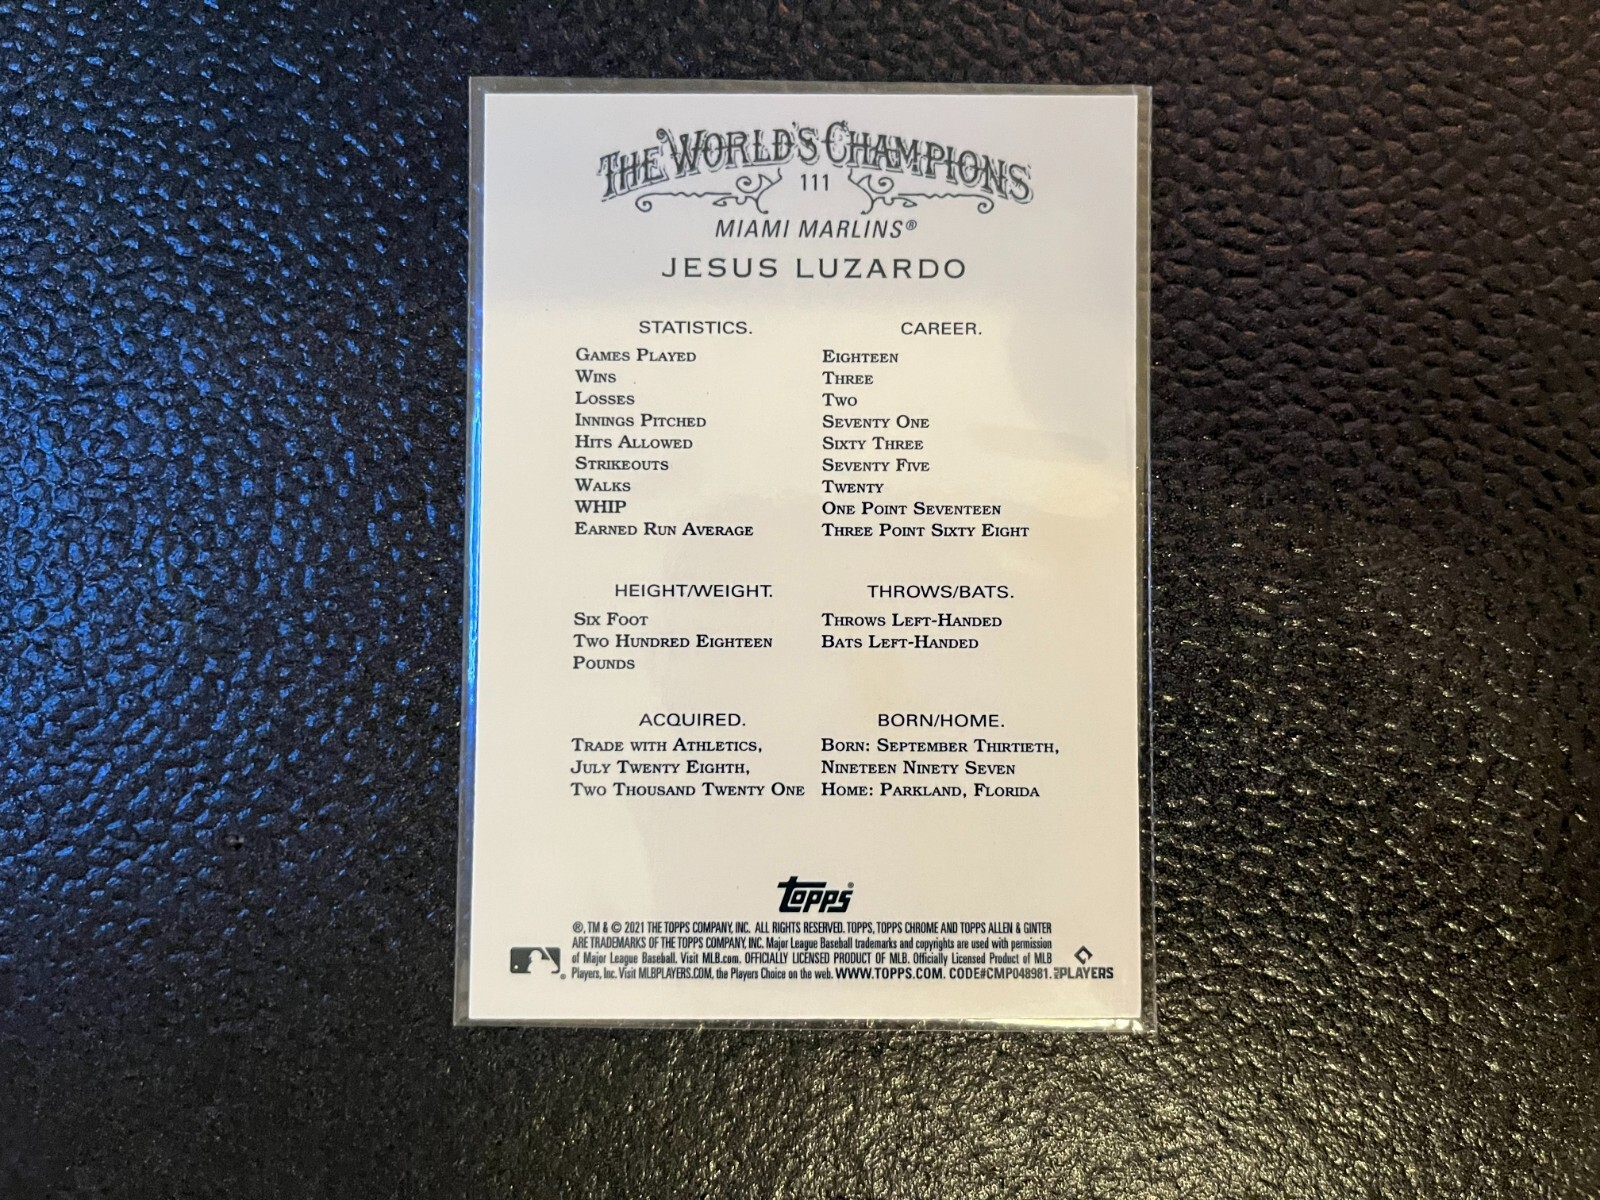 THE WORLD'S CHAMPIONS
111
MIAMI MARLINS®
JESUS LUZARDO
STATISTICS. CAREER.
GAMES PLAYED EIGHTEEN
WINS THREE
LOSSES TWO
INNINGS PITCHED SEVENTY ONE
HITS ALLOWED SIXTY THREE
STRIKEOUTS SEVENTY FIVE
WALKS TWENTY
WHIP ONE POINT SEVENTEEN
EARNED RUN AVERAGE THREE POINT SIXTY EIGHT
HEIGHT/WEIGHT. THROWS/BATS.
SIX FOOT THROWS LEFT-HANDED
TWO HUNDRED EIGHTEEN BATS LEFT-HANDED
POUNDS
ACQUIRED. BORN/HOME.
TRADE WITH ATHLETICS, BORN: SEPTEMBER THIRTIETH,
JULY TWENTY EIGHTH, NINETEEN NINETY SEVEN
TWO THOUSAND TWENTY ONE HOME: PARKLAND, FLORIDA
topps®
®, TM & © 2021 THE TOPPS COMPANY, INC. ALL RIGHTS RESERVED. TOPPS, TOPPS CHROME AND TOPPS ALLEN & GINTER
ARE TRADEMARKS OF THE TOPPS COMPANY, INC. Major League Baseball trademarks and copyrights are used with permission
of Major League Baseball. Visit MLB.com. OFFICIALLY LICENSED PRODUCT OF MLB. Officially Licensed Product of MLB
Players, Inc. Visit MLBPLAYERS.COM, the Players Choice on the web. WWW.TOPPS.COM. CODE#CMP048981.
PLAYERS